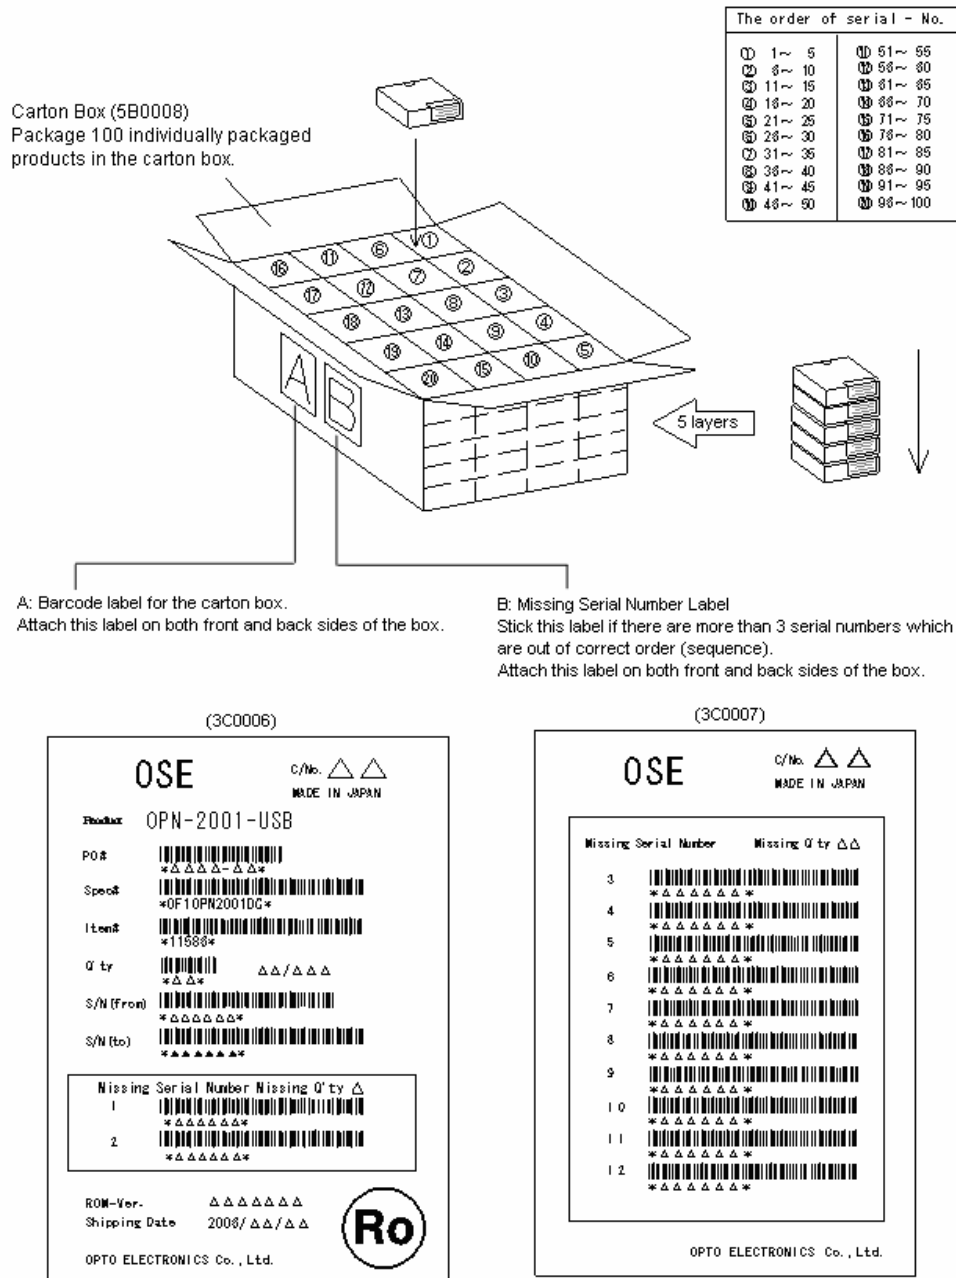 The order of serial - No.
① 1~ 5 ⑪ 51~ 55
② 6~ 10 ⑫ 56~ 60
③ 11~ 15 ⑬ 61~ 65
④ 16~ 20 ⑭ 66~ 70
⑤ 21~ 25 ⑮ 71~ 75
⑥ 26~ 30 ⑯ 76~ 80
⑦ 31~ 35 ⑰ 81~ 85
⑧ 36~ 40 ⑱ 86~ 90
⑨ 41~ 45 ⑲ 91~ 95
⑩ 46~ 50 ⑳ 96~100
Carton Box (5B0008)
Package 100 individually packaged
products in the carton box.
⑯ ⑪ ⑥ ①
⑰ ⑫ ⑦ ②
⑱ ⑬ ⑧ ③
⑲ ⑭ ⑨ ④
⑳ ⑮ ⑩ ⑤
A
B
5 layers
A: Barcode label for the carton box.
Attach this label on both front and back sides of the box.
B: Missing Serial Number Label
Stick this label if there are more than 3 serial numbers which
are out of correct order (sequence).
Attach this label on both front and back sides of the box.
(3C0006)
OSE
C/No. △ △
MADE IN JAPAN
Product OPN-2001-USB
PO#
*△△△△-△△*
Spec#
*OF10PN2001DG*
Item#
*11586*
Q'ty △△/△△△
*△△*
S/N(from)
*△△△△△△*
S/N(to)
*▲▲▲▲▲▲*
Missing Serial Number Missing Q'ty △
1
*△△△△△△*
2
*△△△△△△*
ROM-Ver. △△△△△△△
Shipping Date 2006/△△/△△
Ro
OPTO ELECTRONICS Co., Ltd.
(3C0007)
OSE
C/No. △ △
MADE IN JAPAN
Missing Serial Number Missing Q'ty △△
3
*△△△△△△*
4
*△△△△△△*
5
*△△△△△△*
6
*△△△△△△*
7
*△△△△△△*
8
*△△△△△△*
9
*△△△△△△*
10
*△△△△△△*
11
*△△△△△△*
12
*△△△△△△*
OPTO ELECTRONICS Co., Ltd.